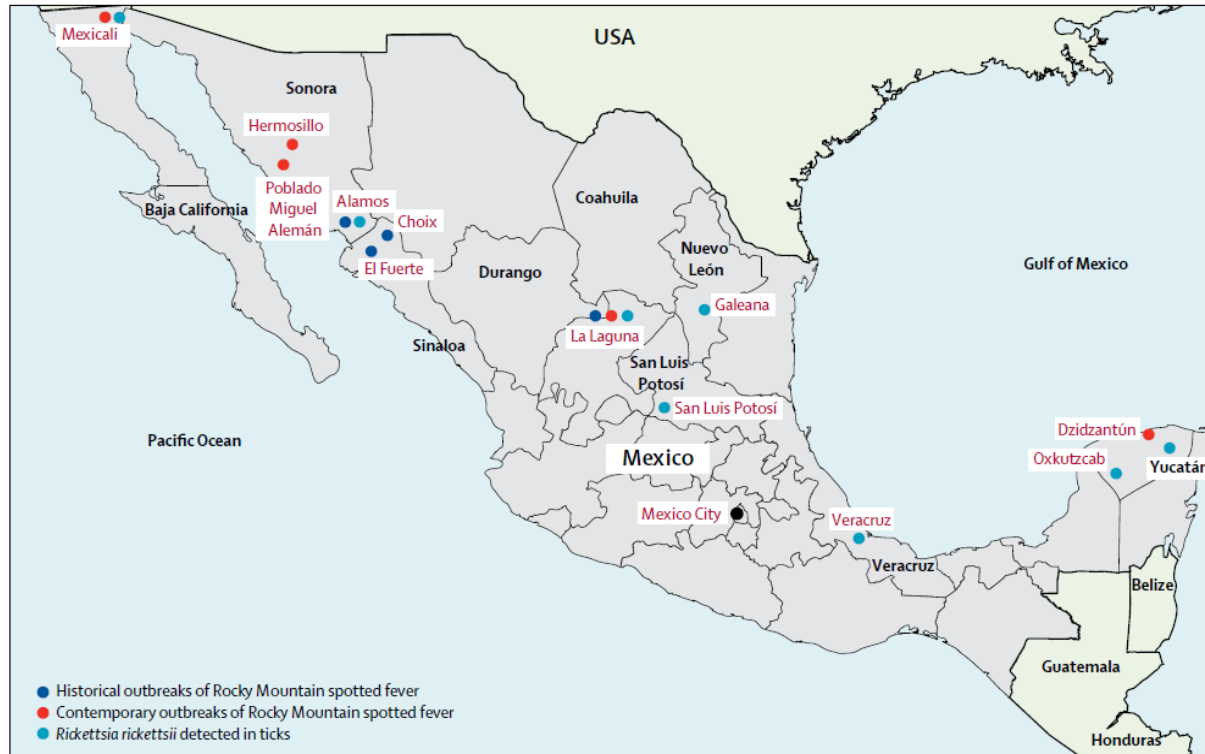 USA
Mexicali
Sonora
Hermosillo
Poblado
Miguel
Alemán
Alamos
Choix
El Fuerte
Baja California
Coahuila
Nuevo
León
Durango
Galeana
Gulf of Mexico
La Laguna
Sinaloa
San Luis
Potosí
San Luis Potosí
Pacific Ocean
Mexico
Mexico City
Dzidzantún
Oxkutzcab
Yucatán
Veracruz
Veracruz
Belize
Guatemala
Honduras
Historical outbreaks of Rocky Mountain spotted fever
Contemporary outbreaks of Rocky Mountain spotted fever
Rickettsia rickettsii detected in ticks